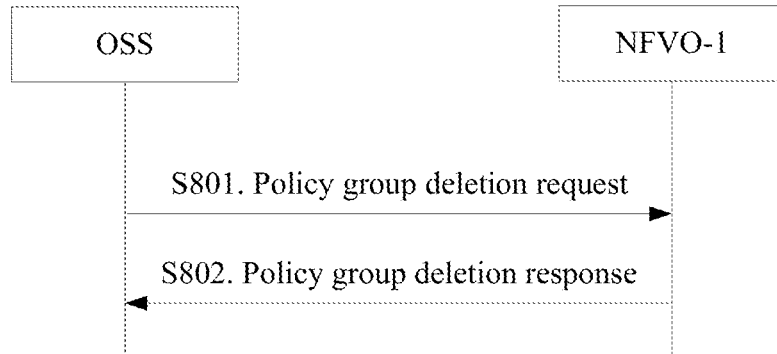 OSS
NFVO-1
S801. Policy group deletion request
S802. Policy group deletion response